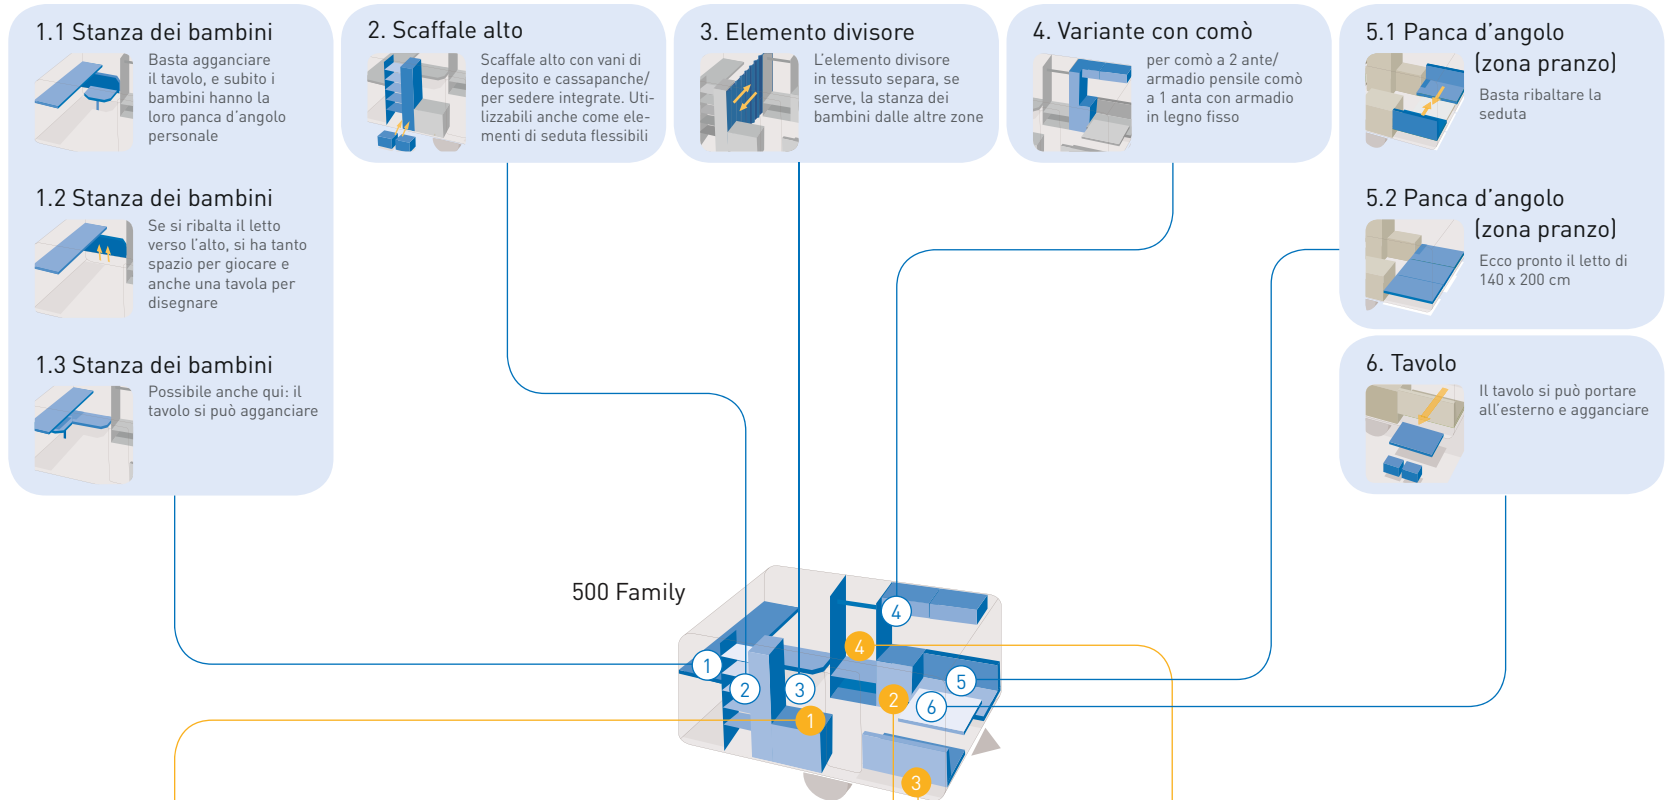 1.1 Stanza dei bambini
Basta agganciare
il tavolo, e subito i
bambini hanno la
loro panca d'angolo
personale
1.2 Stanza dei bambini
Se si ribalta il letto
verso l'alto, si ha tanto
spazio per giocare e
anche una tavola per
disegnare
1.3 Stanza dei bambini
Possibile anche qui: il
tavolo si può agganciare
2. Scaffale alto
Scaffale alto con vani di
deposito e cassapanche/
per sedere integrate. Uti-
lizzabili anche come ele-
menti di seduta flessibili
3. Elemento divisore
L'elemento divisore
in tessuto separa, se
serve, la stanza dei
bambini dalle altre zone
4. Variante con comò
per comò a 2 ante/
armadio pensile comò
a 1 anta con armadio
in legno fisso
5.1 Panca d'angolo
(zona pranzo)
Basta ribaltare la
seduta
5.2 Panca d'angolo
(zona pranzo)
Ecco pronto il letto di
140 x 200 cm
6. Tavolo
Il tavolo si può portare
all'esterno e agganciare
500 Family
4
4
1
2
3
5
2
6
1
3